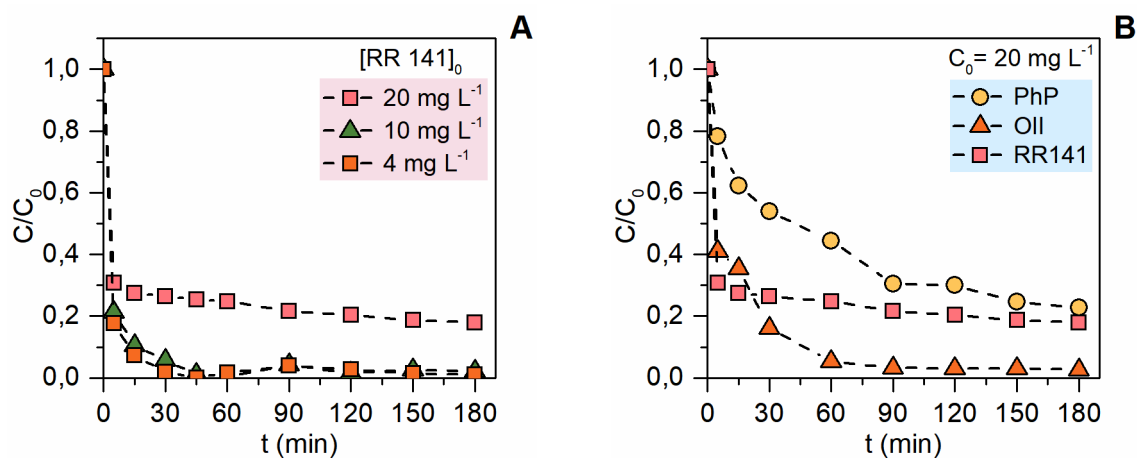 A
[RR 141]₀
20 mg L⁻¹
10 mg L⁻¹
4 mg L⁻¹
1,0
0,8
0,6
0,4
0,2
0,0
C/C₀
0 30 60 90 120 150 180
t (min)
B
C₀= 20 mg L⁻¹
PhP
OII
RR141
1,0
0,8
0,6
0,4
0,2
0,0
C/C₀
0 30 60 90 120 150 180
t (min)